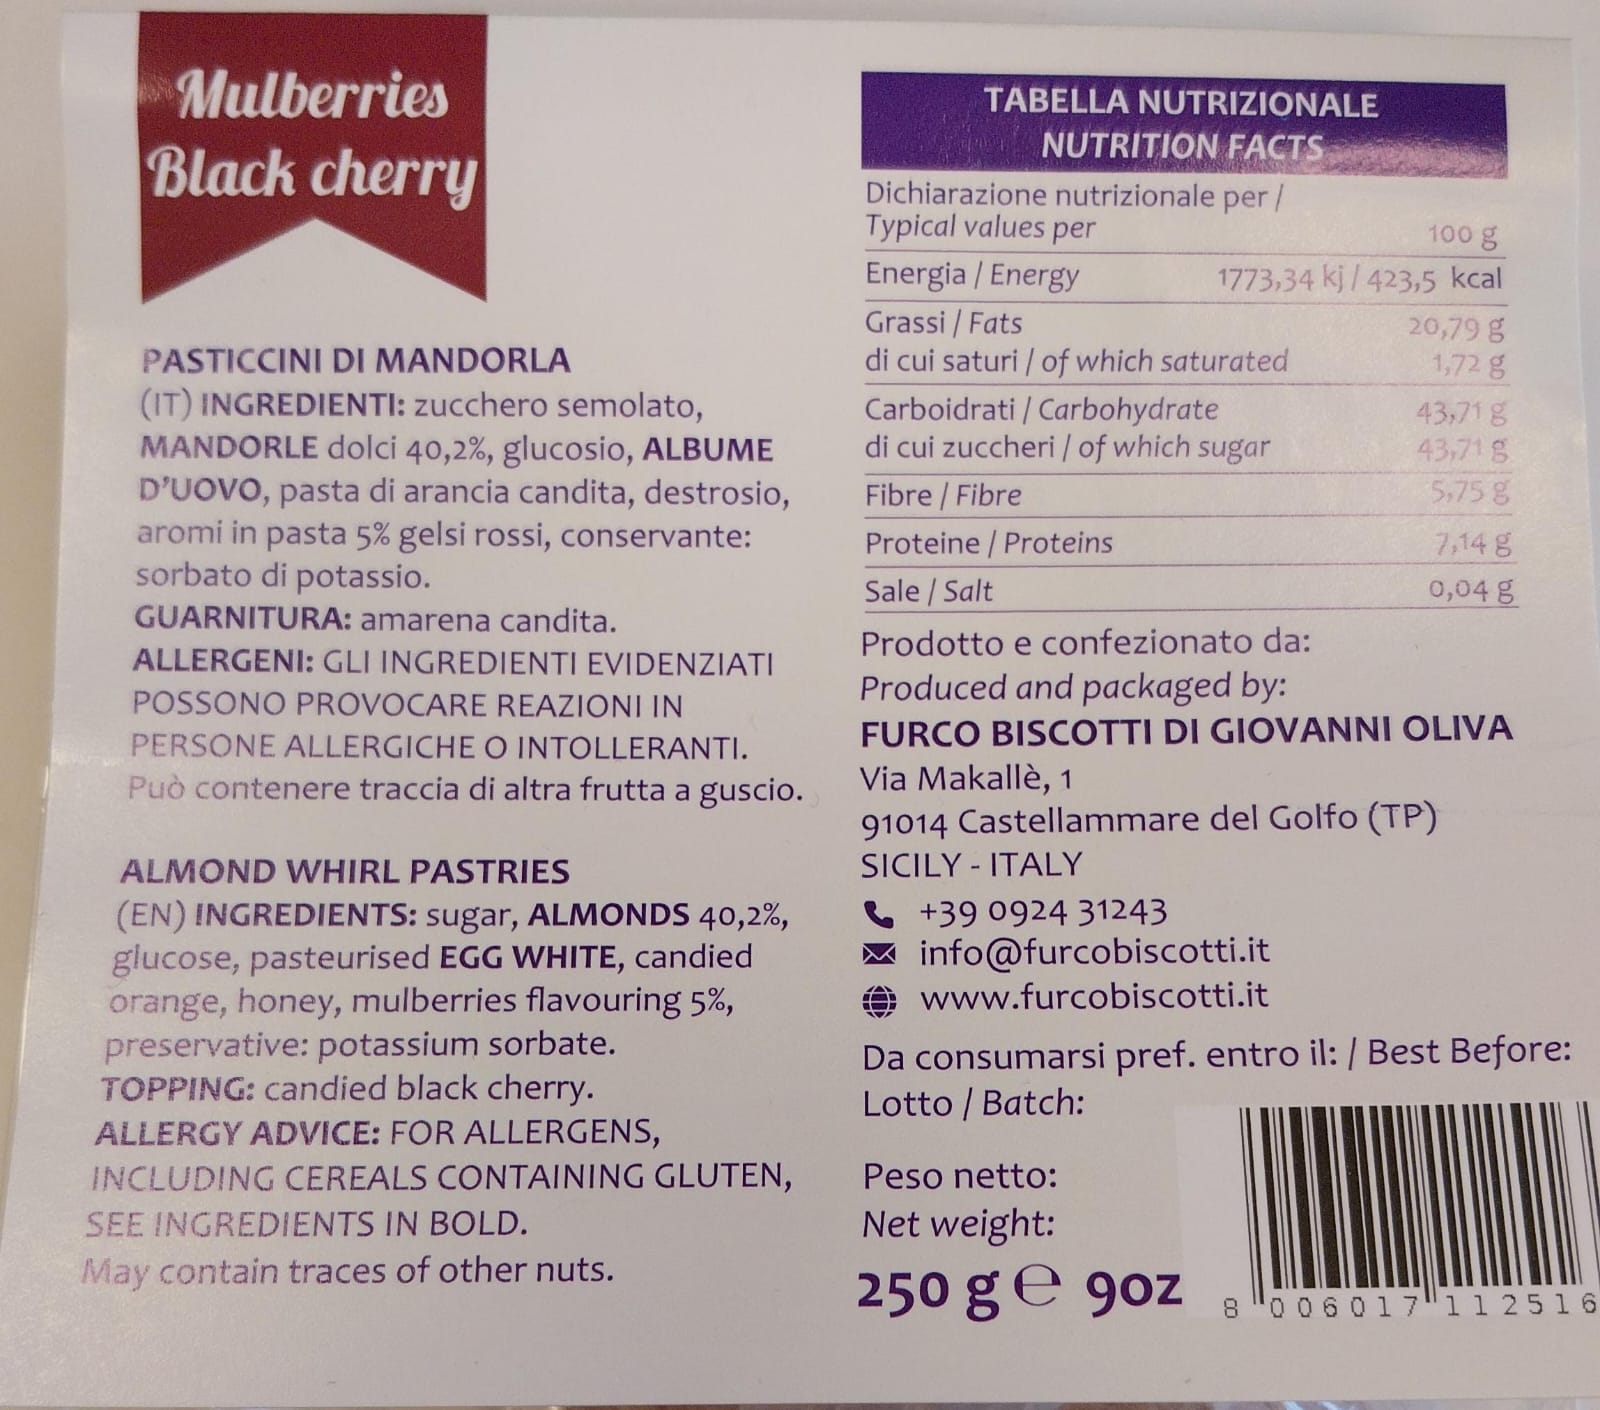 Mulberries
Black cherry
PASTICCINI DI MANDORLA
(IT) INGREDIENTI: zucchero semolato,
MANDORLE dolci 40,2%, glucosio, ALBUME
D'UOVO, pasta di arancia candita, destrosio,
aromi in pasta 5% gelsi rossi, conservante:
sorbato di potassio.
GUARNITURA: amarena candita.
ALLERGENI: GLI INGREDIENTI EVIDENZIATI
POSSONO PROVOCARE REAZIONI IN
PERSONE ALLERGICHE O INTOLLERANTI.
Può contenere traccia di altra frutta a guscio.
ALMOND WHIRL PASTRIES
(EN) INGREDIENTS: sugar, ALMONDS 40,2%,
glucose, pasteurised EGG WHITE, candied
orange, honey, mulberries flavouring 5%,
preservative: potassium sorbate.
TOPPING: candied black cherry.
ALLERGY ADVICE: FOR ALLERGENS,
INCLUDING CEREALS CONTAINING GLUTEN,
SEE INGREDIENTS IN BOLD.
May contain traces of other nuts.
TABELLA NUTRIZIONALE
NUTRITION FACTS
Dichiarazione nutrizionale per /
Typical values per 100 g
Energia / Energy 1773,34 kj / 423,5 kcal
Grassi / Fats 20,79 g
di cui saturi / of which saturated 1,72 g
Carboidrati / Carbohydrate 43,71 g
di cui zuccheri / of which sugar 43,71 g
Fibre / Fibre 5,75 g
Proteine / Proteins 7,14 g
Sale / Salt 0,04 g
Prodotto e confezionato da:
Produced and packaged by:
FURCO BISCOTTI DI GIOVANNI OLIVA
Via Makallè, 1
91014 Castellammare del Golfo (TP)
SICILY - ITALY
+39 0924 31243
info@furcobiscotti.it
www.furcobiscotti.it
Da consumarsi pref. entro il: / Best Before:
Lotto / Batch:
Peso netto:
Net weight:
250 g ℮ 9oz
8 006017 112516